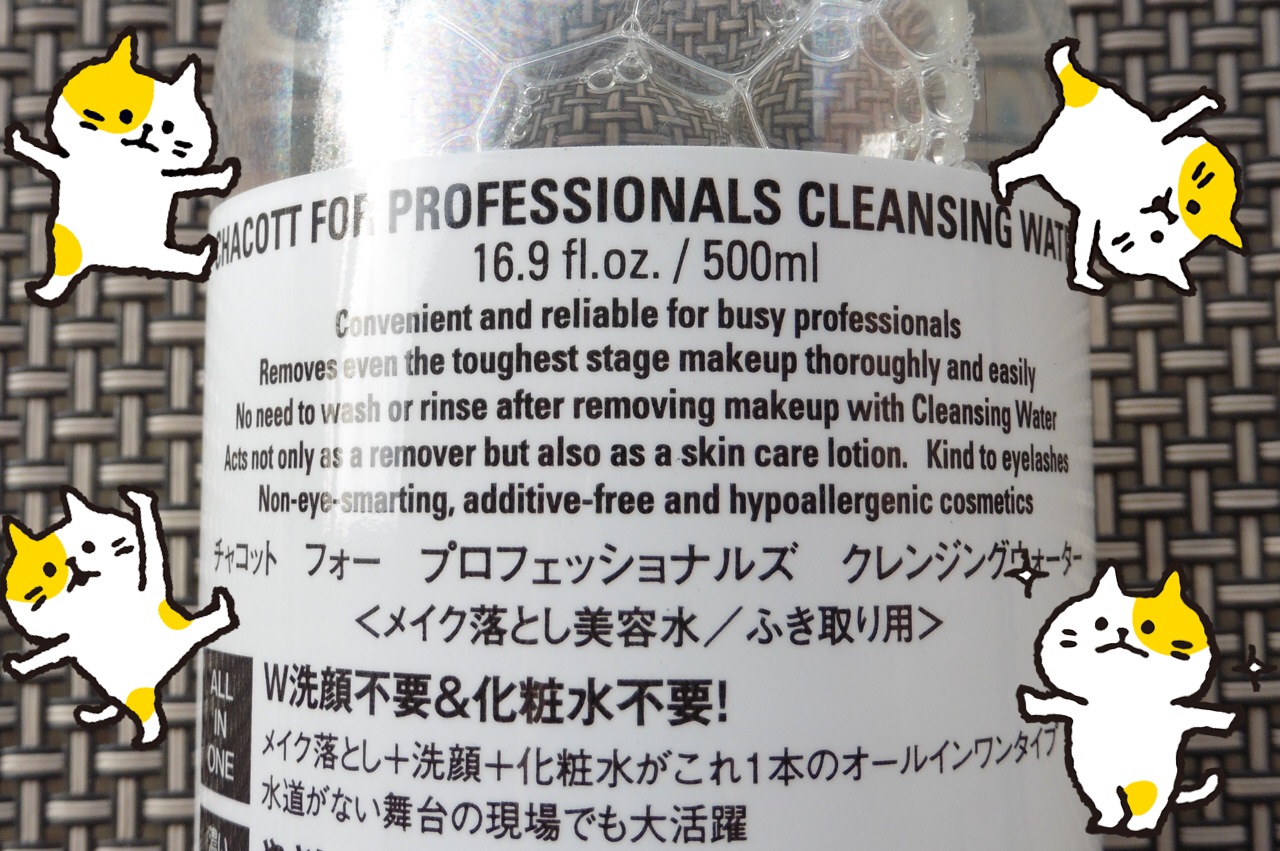 CHACOTT FOR PROFESSIONALS CLEANSING WATE
16.9 fl.oz. / 500ml
Convenient and reliable for busy professionals
Removes even the toughest stage makeup thoroughly and easily
No need to wash or rinse after removing makeup with Cleansing Water
Acts not only as a remover but also as a skin care lotion. Kind to eyelashes
Non-eye-smarting, additive-free and hypoallergenic cosmetics
チャコット フォー プロフェッショナルズ クレンジングウォーター
<メイク落とし美容水/ふき取り用>
ALL
IN
ONE
W洗顔不要&化粧水不要!
メイク落とし+洗顔+化粧水がこれ1本のオールインワンタイプ
水道がない舞台の現場でも大活躍